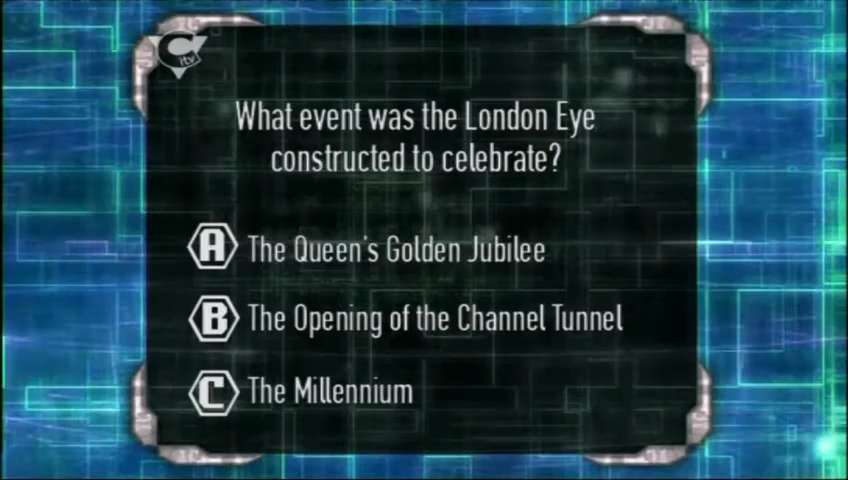 C itv
What event was the London Eye
constructed to celebrate?
A The Queen's Golden Jubilee
B The Opening of the Channel Tunnel
C The Millennium